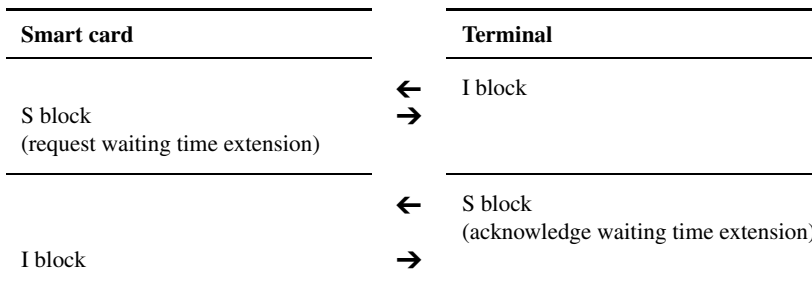 Smart card Terminal
← I block
S block →
(request waiting time extension)
← S block
(acknowledge waiting time extension)
I block →